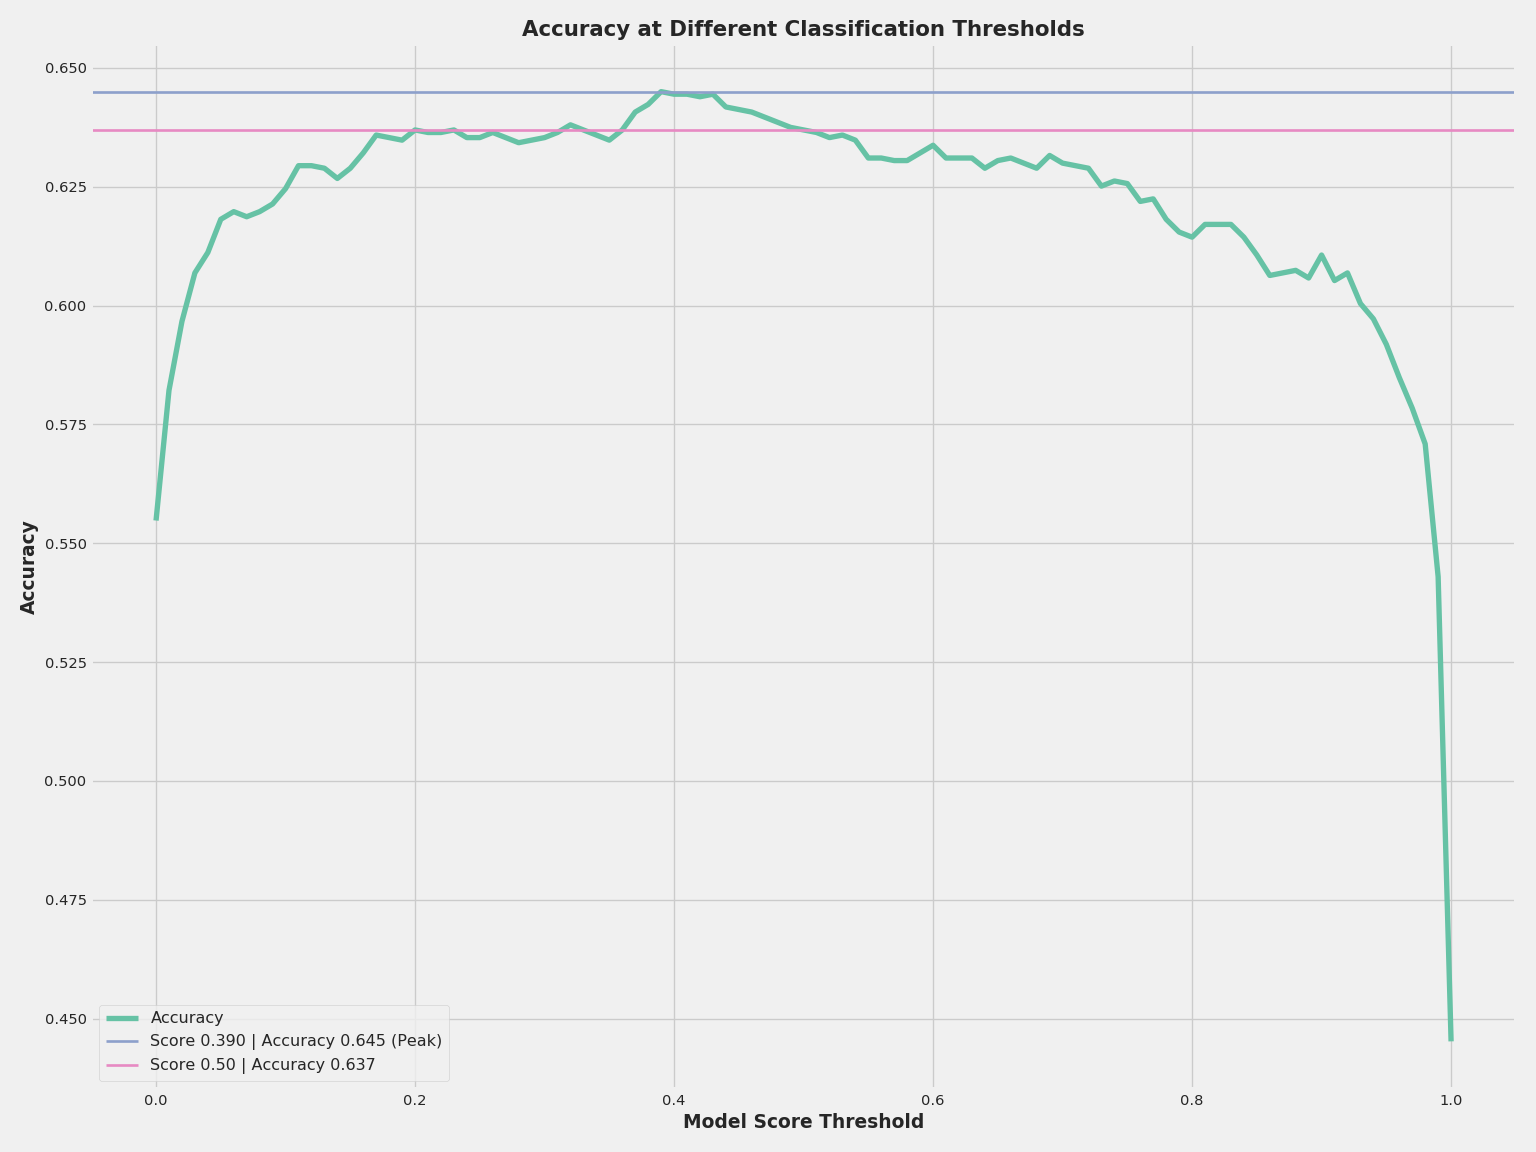 Accuracy at Different Classification Thresholds
0.650
0.625
0.600
0.575
0.550
0.525
0.500
0.475
0.450
Accuracy
Accuracy
Score 0.390 | Accuracy 0.645 (Peak)
Score 0.50 | Accuracy 0.637
0.0 0.2 0.4 0.6 0.8 1.0
Model Score Threshold